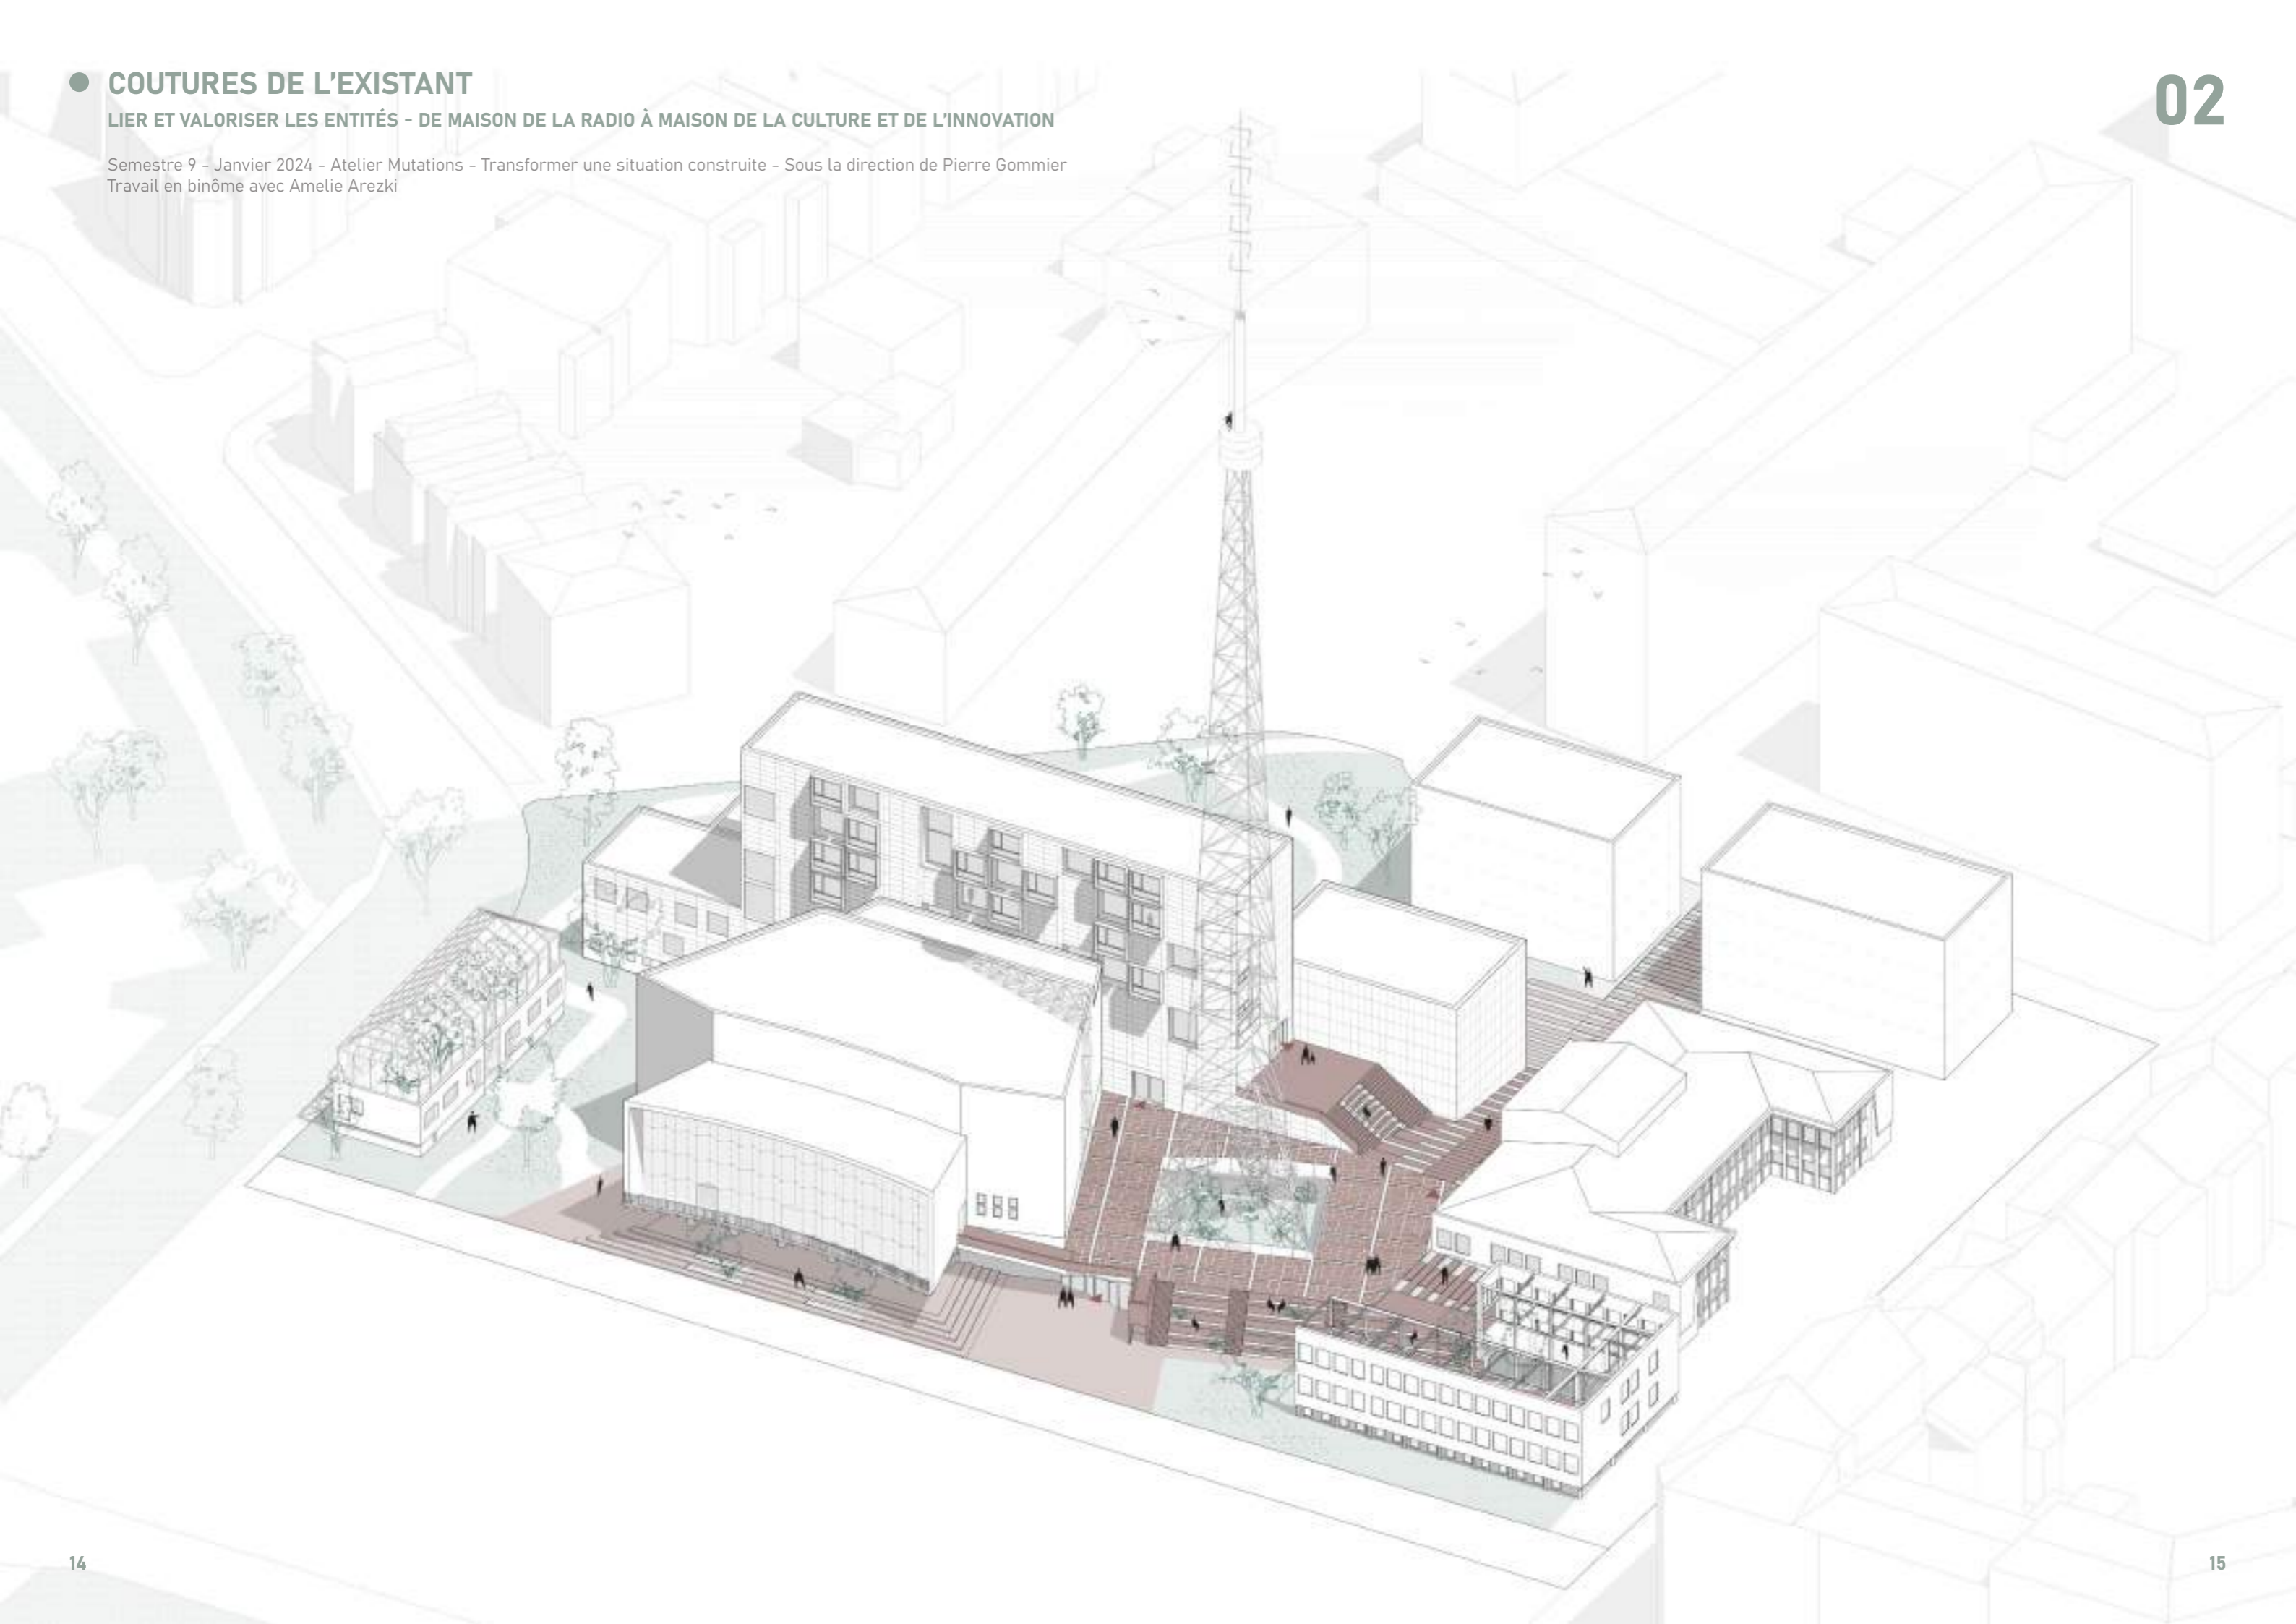 COUTURES DE L'EXISTANT
02
LIER ET VALORISER LES ENTITÉS - DE MAISON DE LA RADIO À MAISON DE LA CULTURE ET DE L'INNOVATION
Semestre 9 - Janvier 2024 - Atelier Mutations - Transformer une situation construite - Sous la direction de Pierre Gommier
Travail en binôme avec Amelie Arezki
14
15